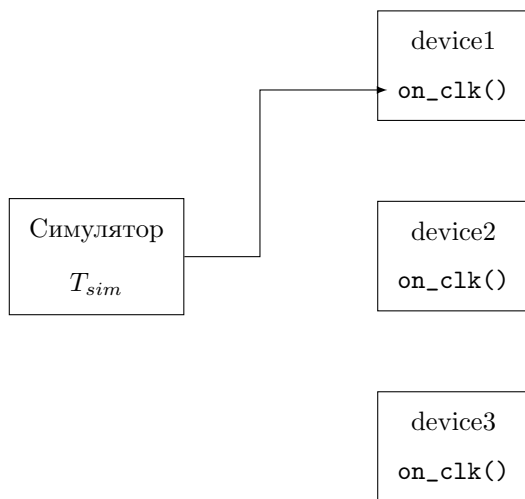 device1
on_clk()
Симулятор
T_sim
device2
on_clk()
device3
on_clk()